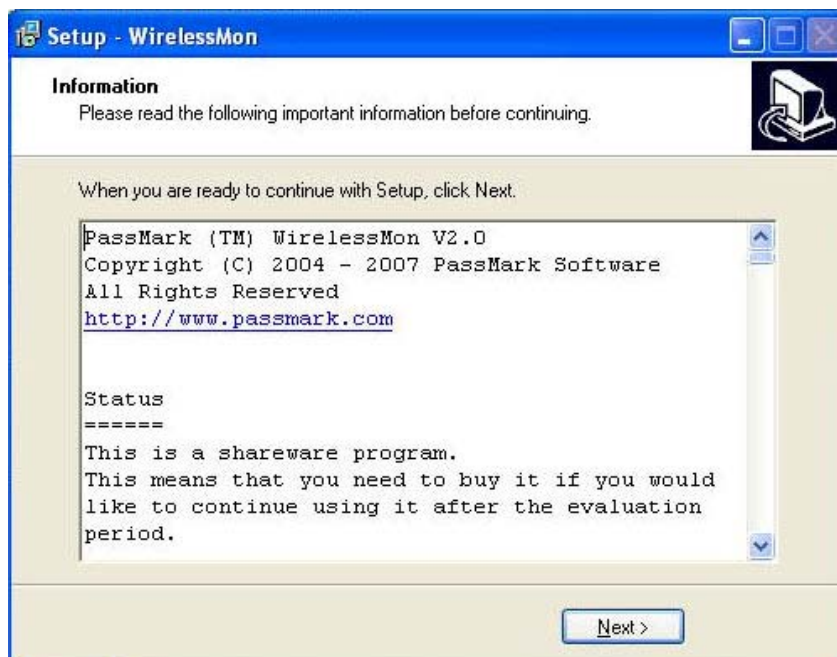 Setup - WirelessMon
Information
Please read the following important information before continuing.
When you are ready to continue with Setup, click Next.
PassMark (TM) WirelessMon V2.0
Copyright (C) 2004 - 2007 PassMark Software
All Rights Reserved
http://www.passmark.com
Status
======
This is a shareware program.
This means that you need to buy it if you would
like to continue using it after the evaluation
period.
Next >